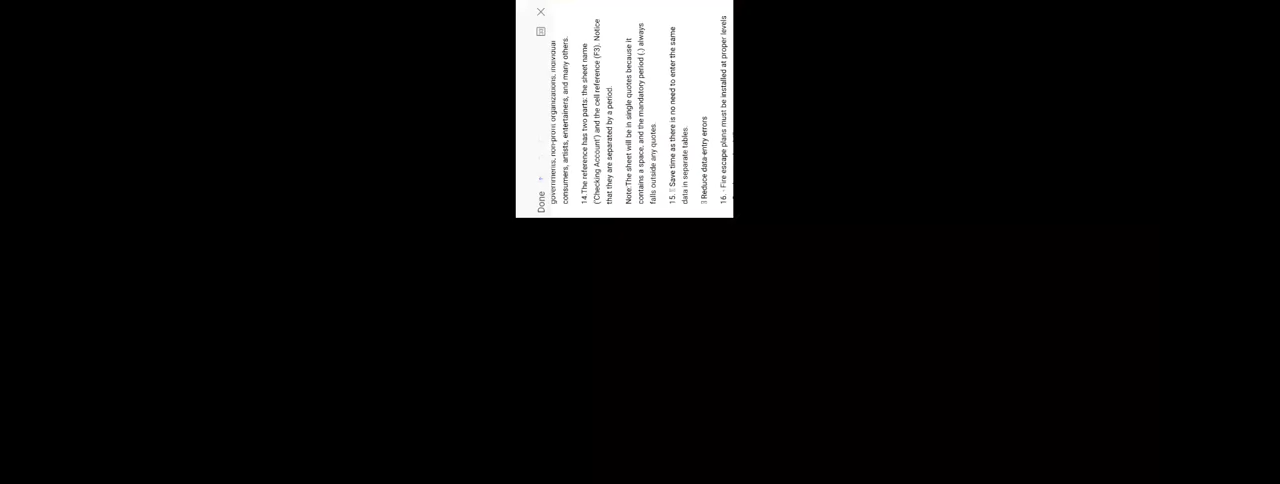 Done
governments, non-profit organizations, individual
consumers, artists, entertainers, and many others.
14.The reference has two parts: the sheet name
('Checking Account') and the cell reference (F3). Notice
that they are separated by a period.
Note:The sheet will be in single quotes because it
contains a space, and the mandatory period (.) always
falls outside any quotes.
15. Save time as there is no need to enter the same
data in separate tables.
Reduce data-entry errors
16. - Fire escape plans must be installed at proper levels